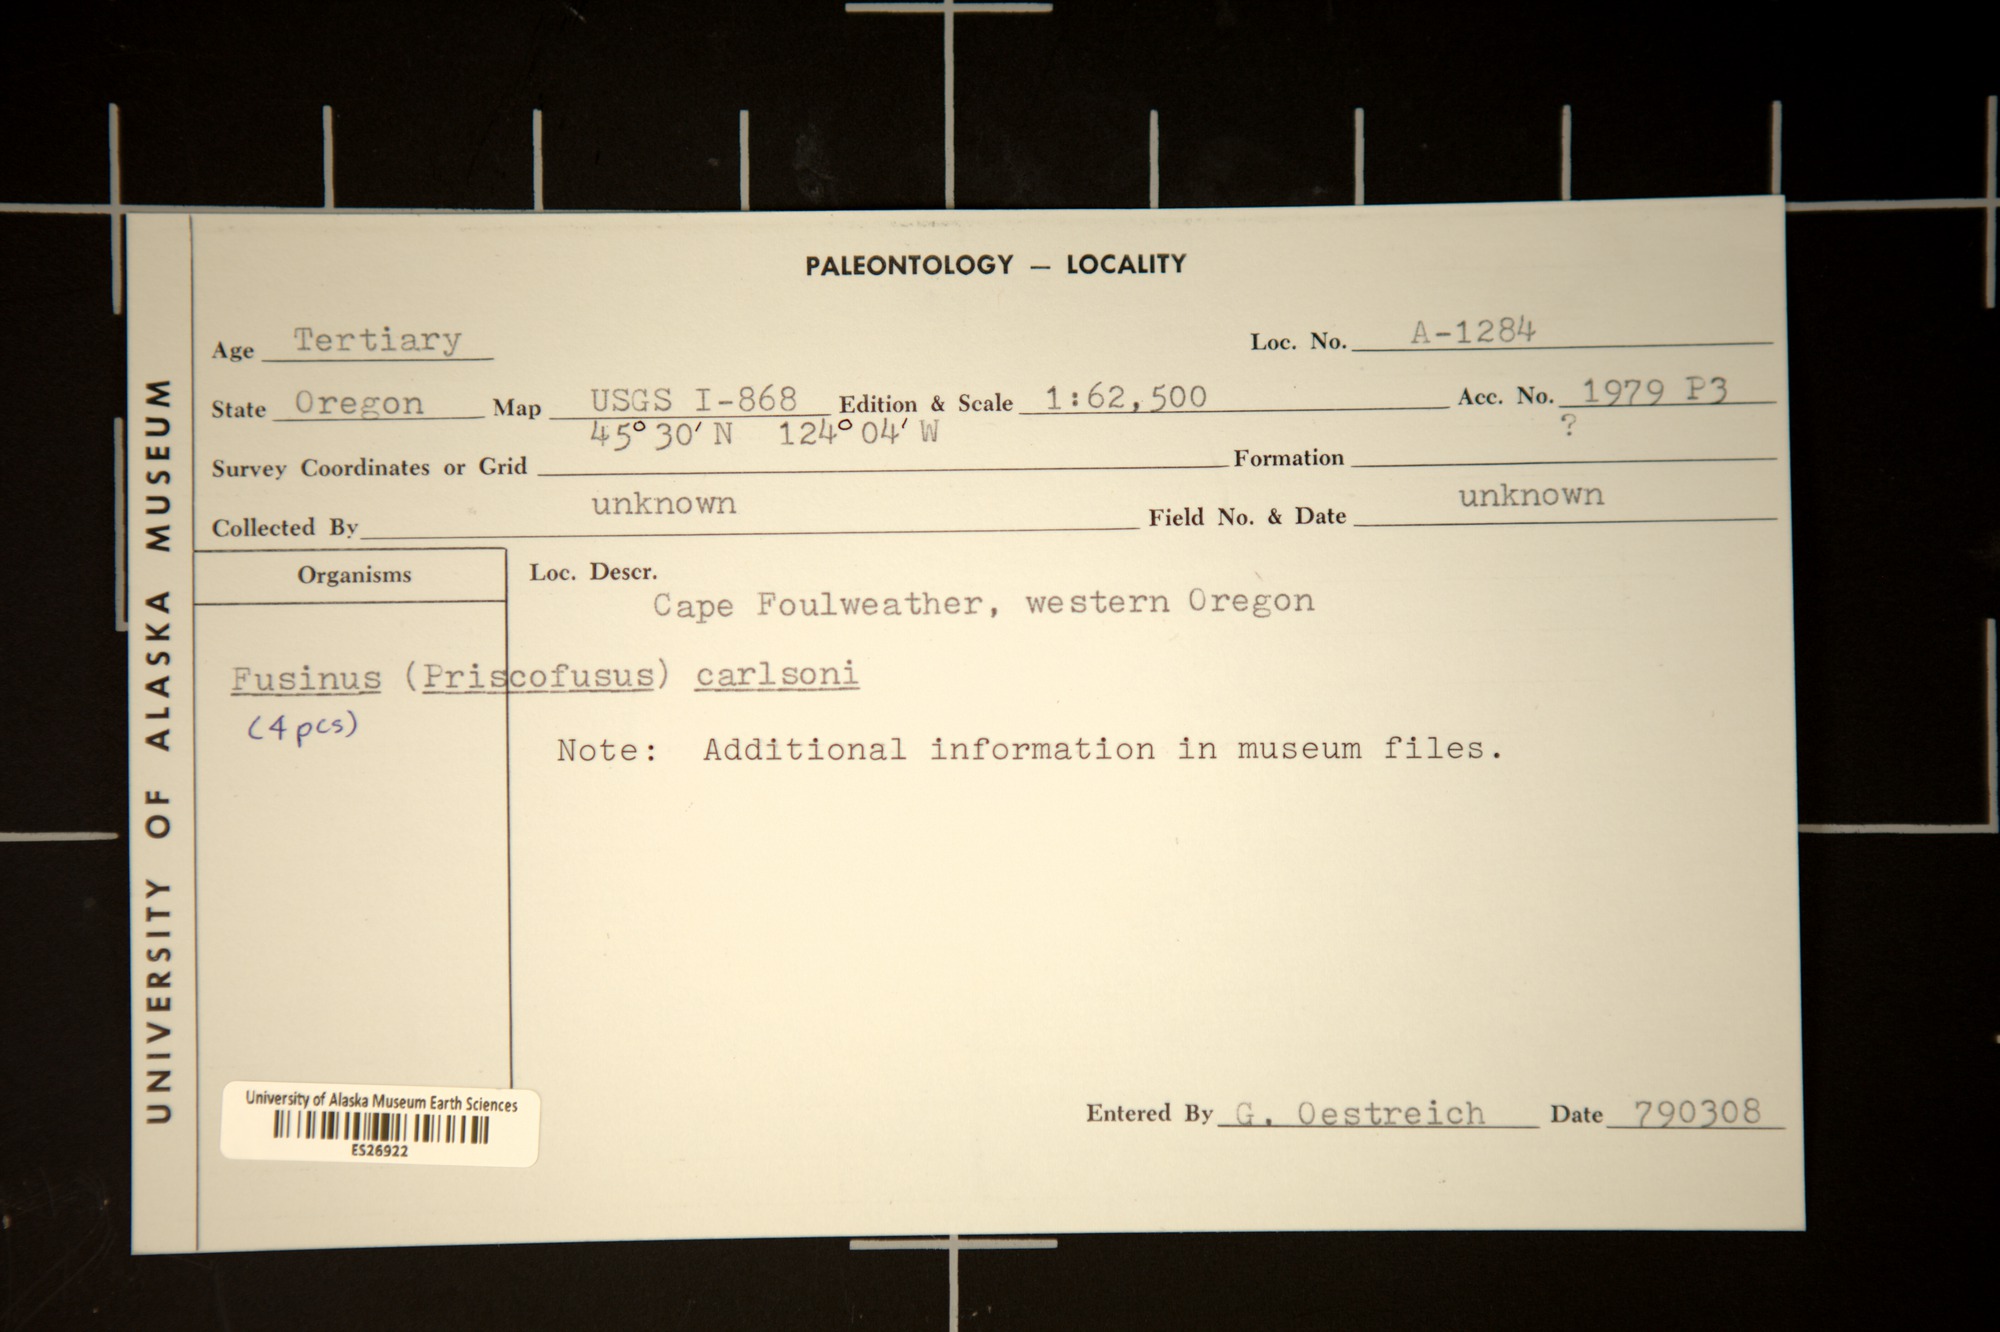 UNIVERSITY OF ALASKA MUSEUM
PALEONTOLOGY — LOCALITY
Age Tertiary Loc. No. A-1284
State Oregon Map USGS I-868 Edition & Scale 1:62,500 Acc. No. 1979 P3
45° 30' N 124° 04' W ?
Survey Coordinates or Grid Formation
Collected By unknown Field No. & Date unknown
Organisms Loc. Descr.
Cape Foulweather, western Oregon
Fusinus (Priscofusus) carlsoni
(4 pcs)
Note: Additional information in museum files.
Entered By G. Oestreich Date 790308
University of Alaska Museum Earth Sciences
ES26922